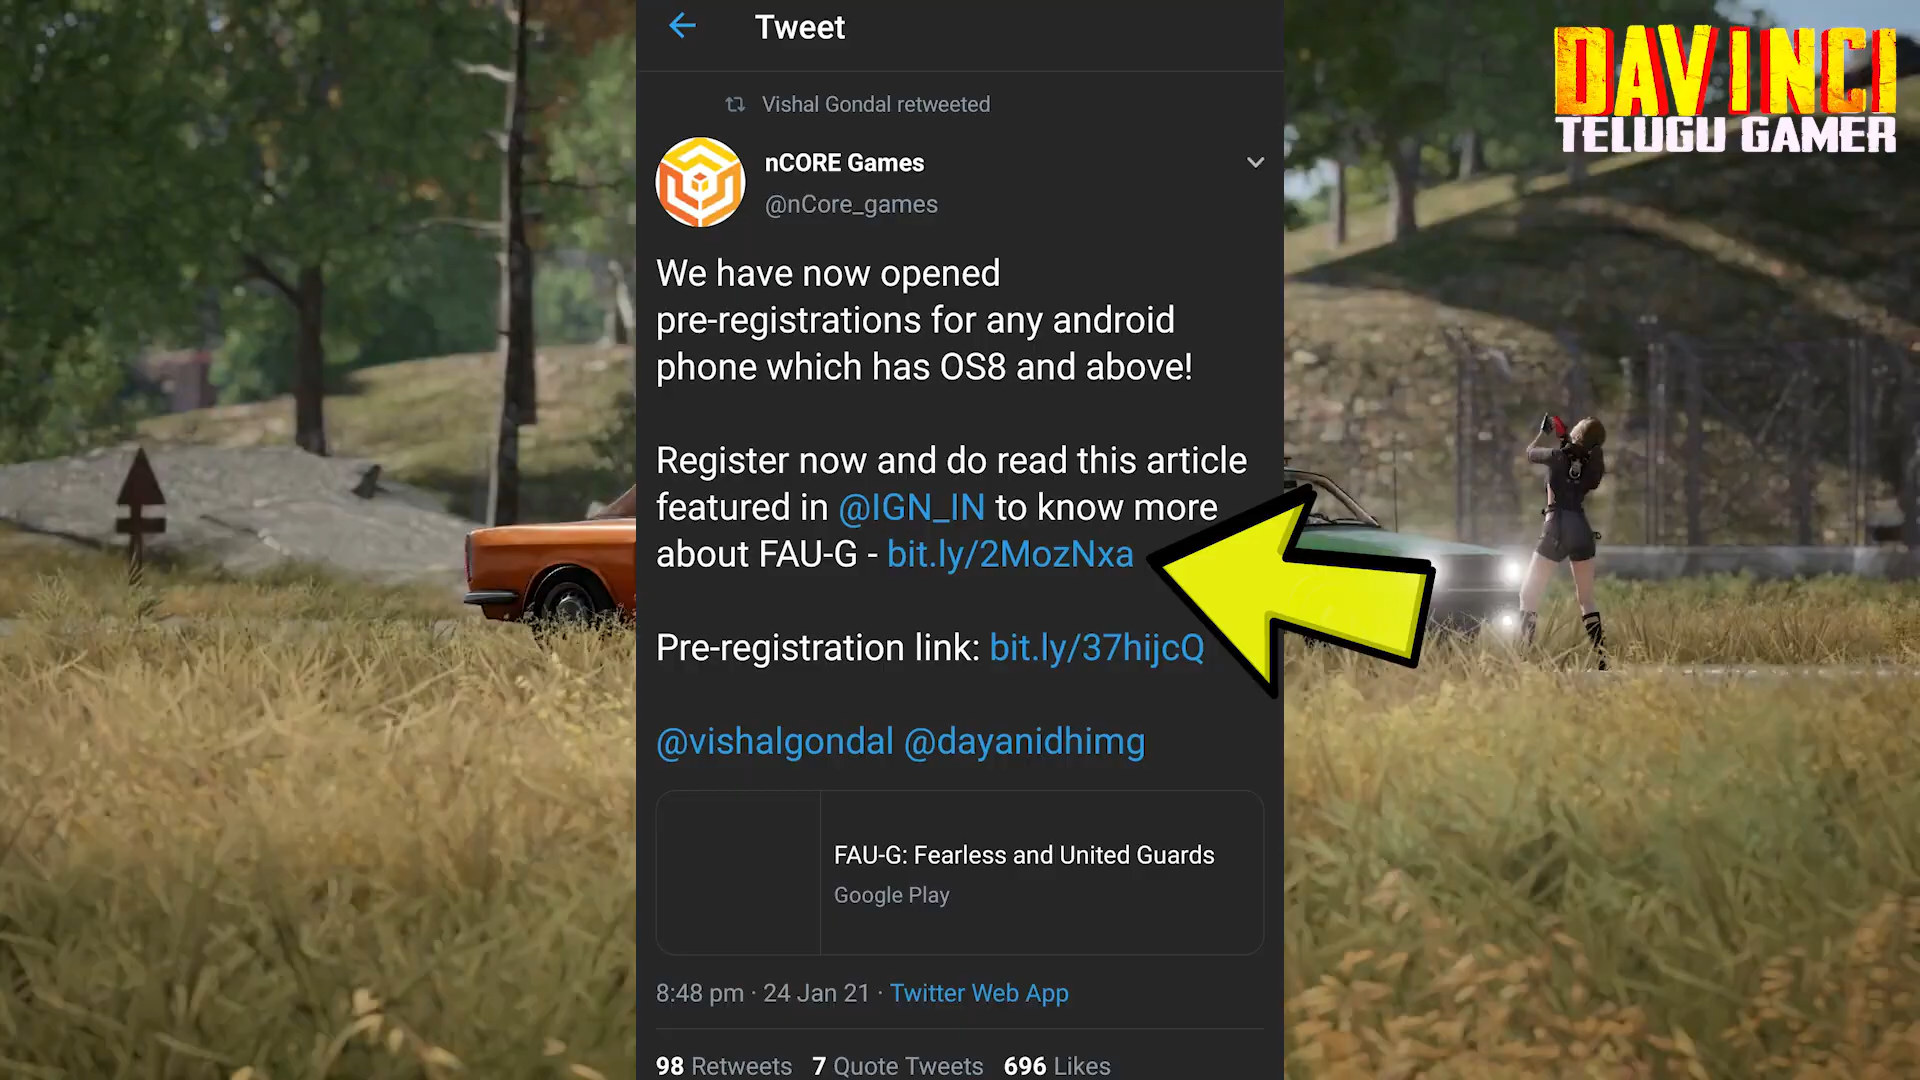 Tweet
DAVINCI
TELUGU GAMER
Vishal Gondal retweeted
nCORE Games
@nCore_games
We have now opened
pre-registrations for any android
phone which has OS8 and above!
Register now and do read this article
featured in @IGN_IN to know more
about FAU-G - bit.ly/2MozNxa
Pre-registration link: bit.ly/37hijcQ
@vishalgondal @dayanidhimg
FAU-G: Fearless and United Guards
Google Play
8:48 pm · 24 Jan 21 · Twitter Web App
98 Retweets 7 Quote Tweets 696 Likes